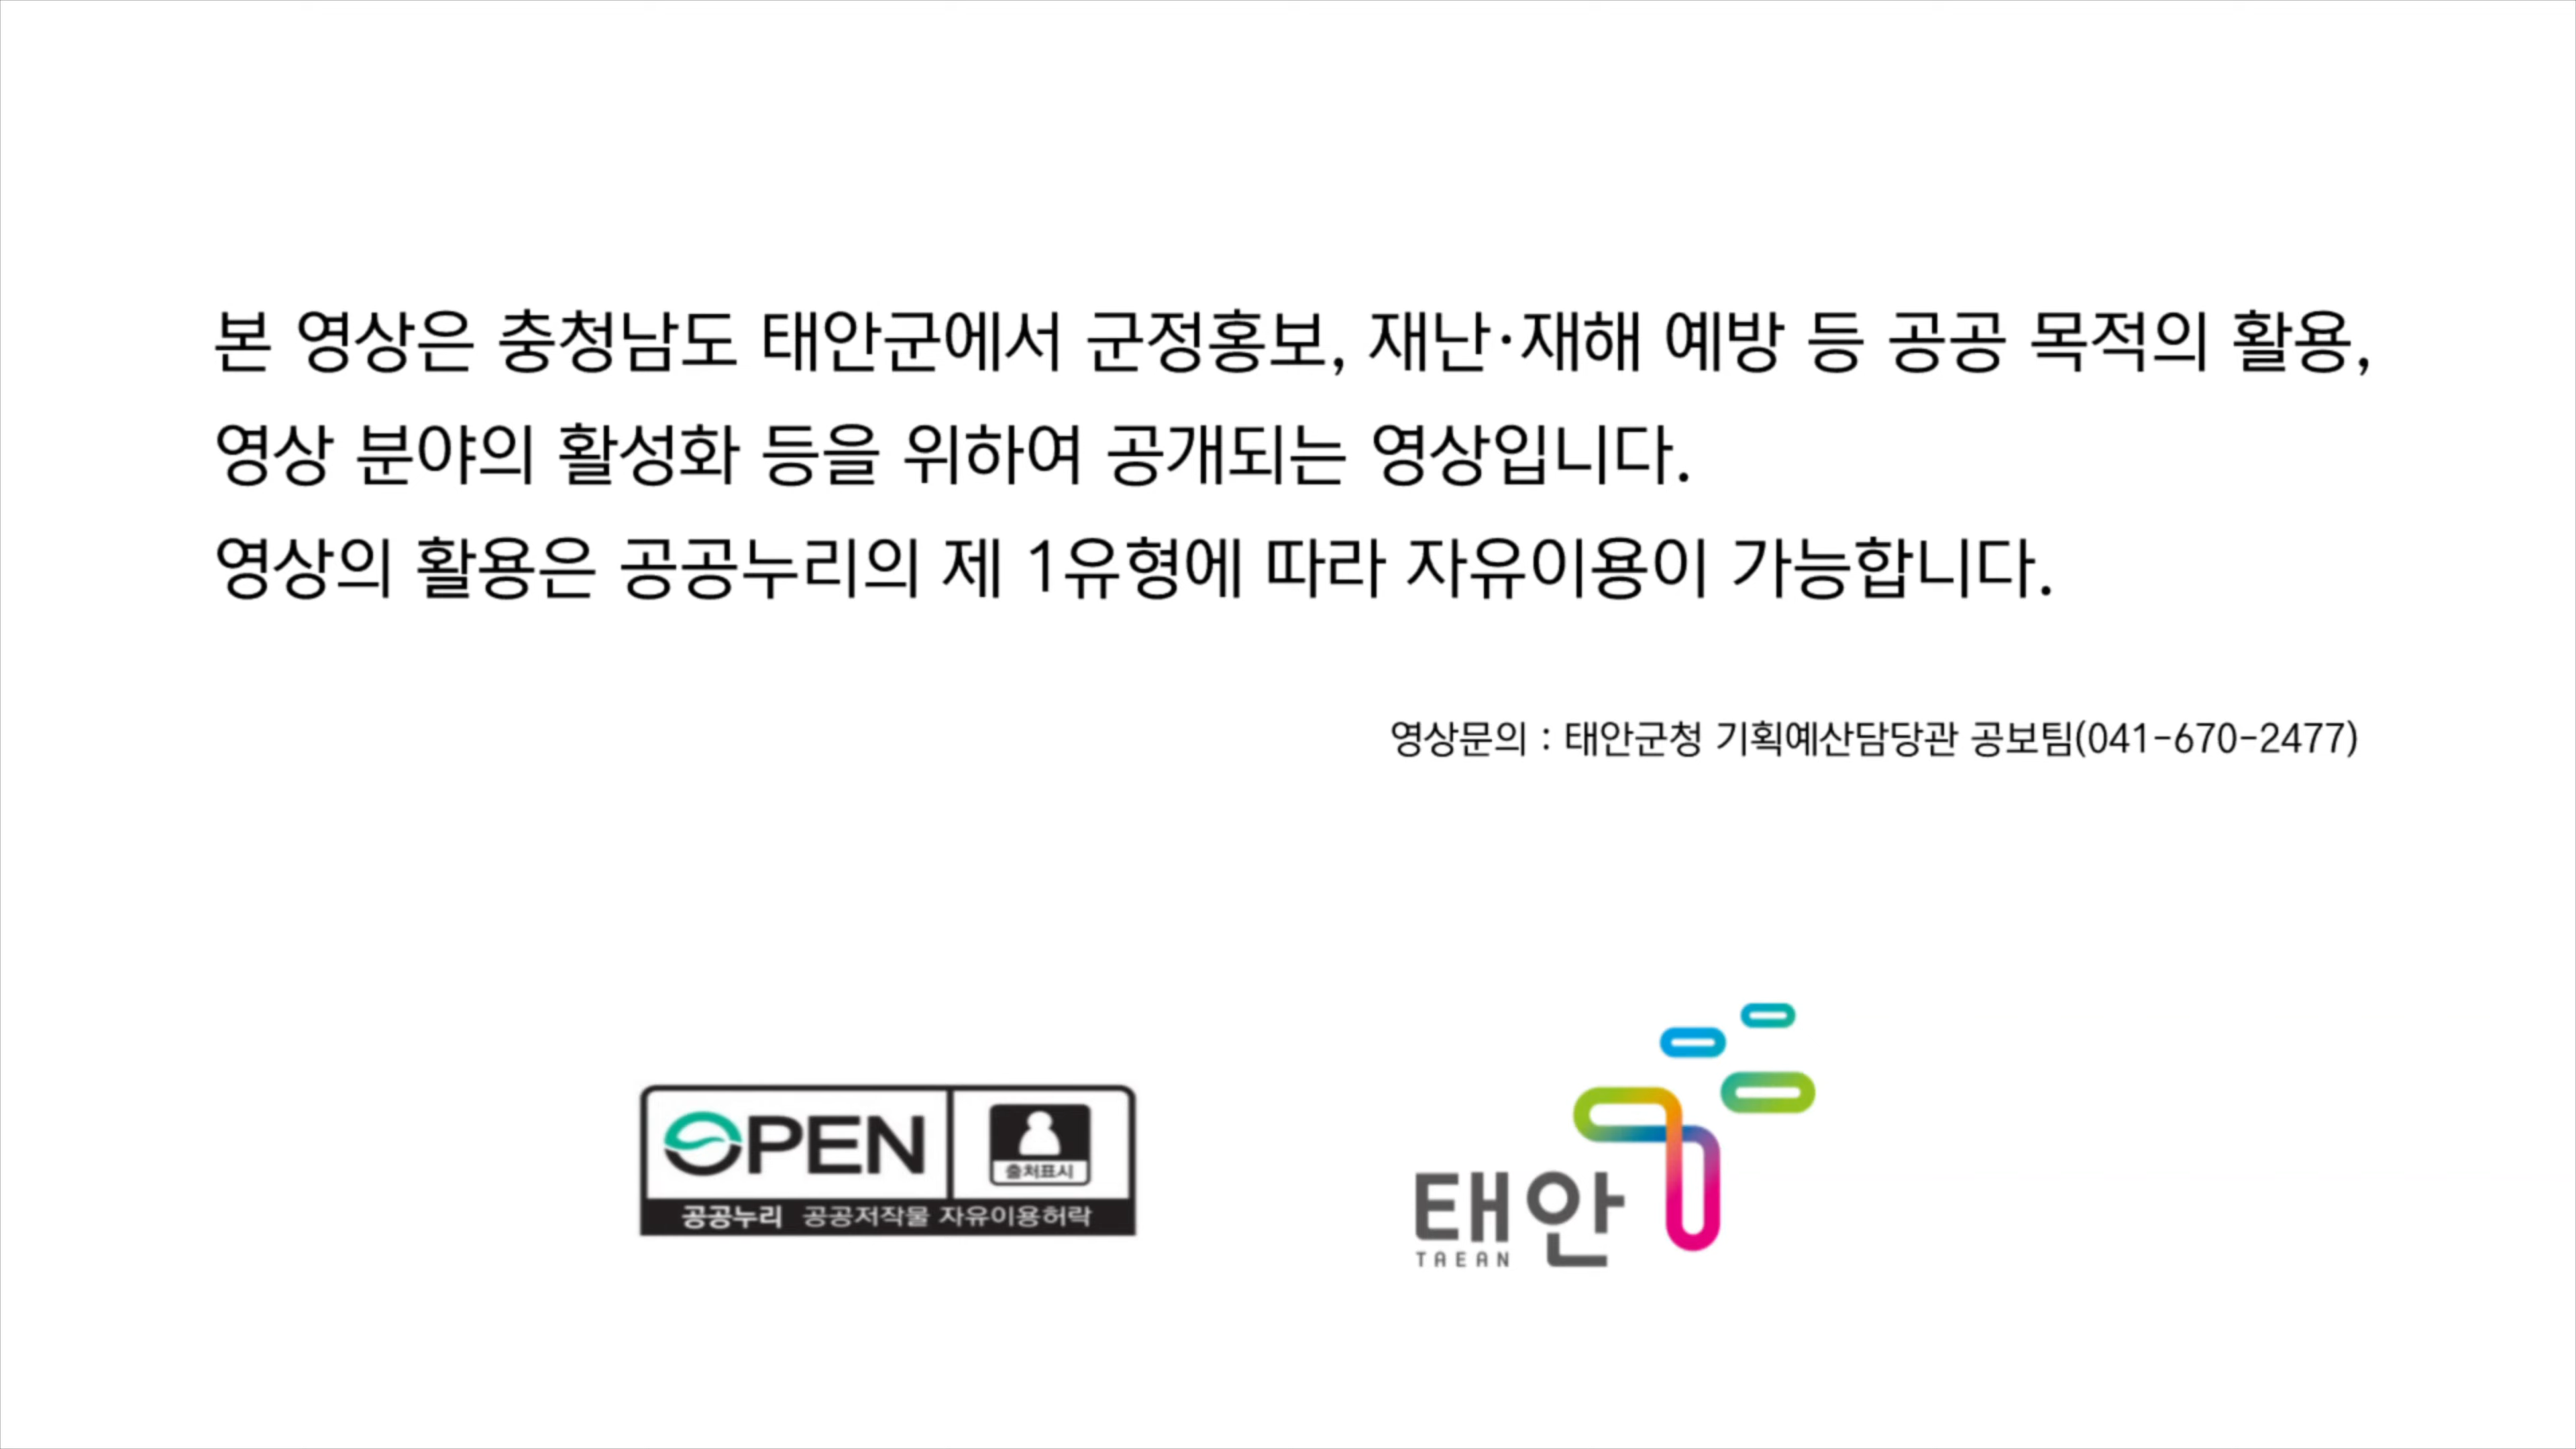 본 영상은 충청남도 태안군에서 군정홍보, 재난·재해 예방 등 공공 목적의 활용,
영상 분야의 활성화 등을 위하여 공개되는 영상입니다.
영상의 활용은 공공누리의 제 1유형에 따라 자유이용이 가능합니다.
영상문의 : 태안군청 기획예산담당관 공보팀(041-670-2477)
OPEN
출처표시
공공누리 공공저작물 자유이용허락
태안
TAEAN